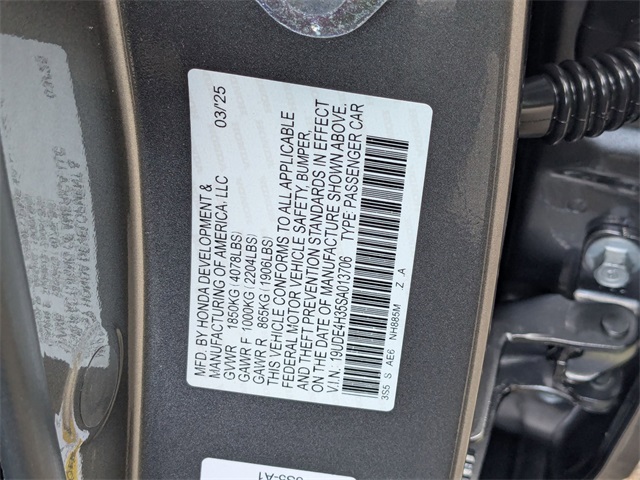 MFD. BY HONDA DEVELOPMENT &
MANUFACTURING OF AMERICA, LLC 03/25
GVWR 1850KG(4078LBS)
GAWR F 1000KG(2204LBS)
GAWR R 865KG(1906LBS)
THIS VEHICLE CONFORMS TO ALL APPLICABLE
FEDERAL MOTOR VEHICLE SAFETY, BUMPER,
AND THEFT PREVENTION STANDARDS IN EFFECT
ON THE DATE OF MANUFACTURE SHOWN ABOVE.
V.I.N.: 19UDE4H35SA013706 TYPE:PASSENGER CAR
3S5 S AE6 NH885M Z A